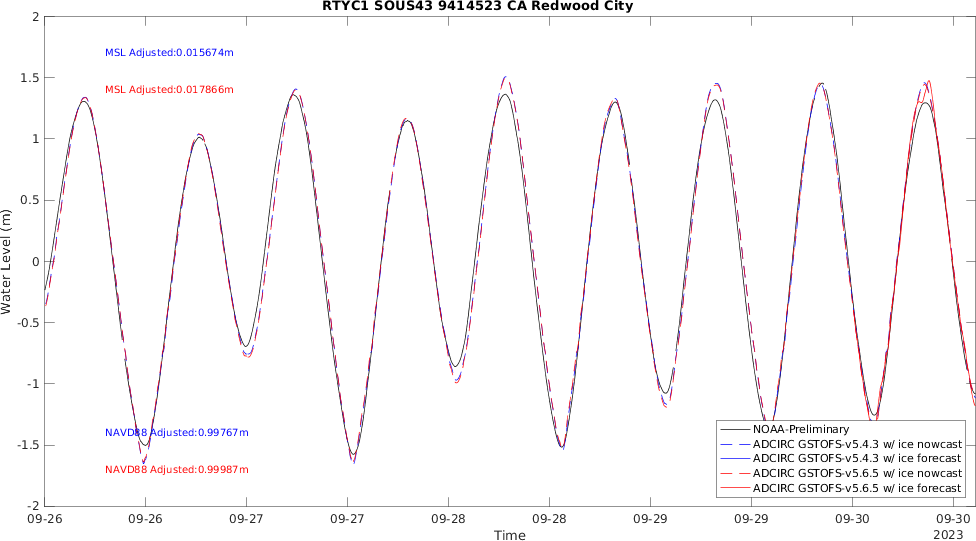 RTYC1 SOUS43 9414523 CA Redwood City
2
1.5
1
0.5
0
-0.5
-1
-1.5
-2
Water Level (m)
MSL Adjusted:0.015674m
MSL Adjusted:0.017866m
NAVD88 Adjusted:0.99767m
NAVD88 Adjusted:0.99987m
NOAA-Preliminary
ADCIRC GSTOFS-v5.4.3 w/ ice nowcast
ADCIRC GSTOFS-v5.4.3 w/ ice forecast
ADCIRC GSTOFS-v5.6.5 w/ ice nowcast
ADCIRC GSTOFS-v5.6.5 w/ ice forecast
09-26 09-26 09-27 09-27 09-28 09-28 09-29 09-29 09-30 09-30
2023
Time